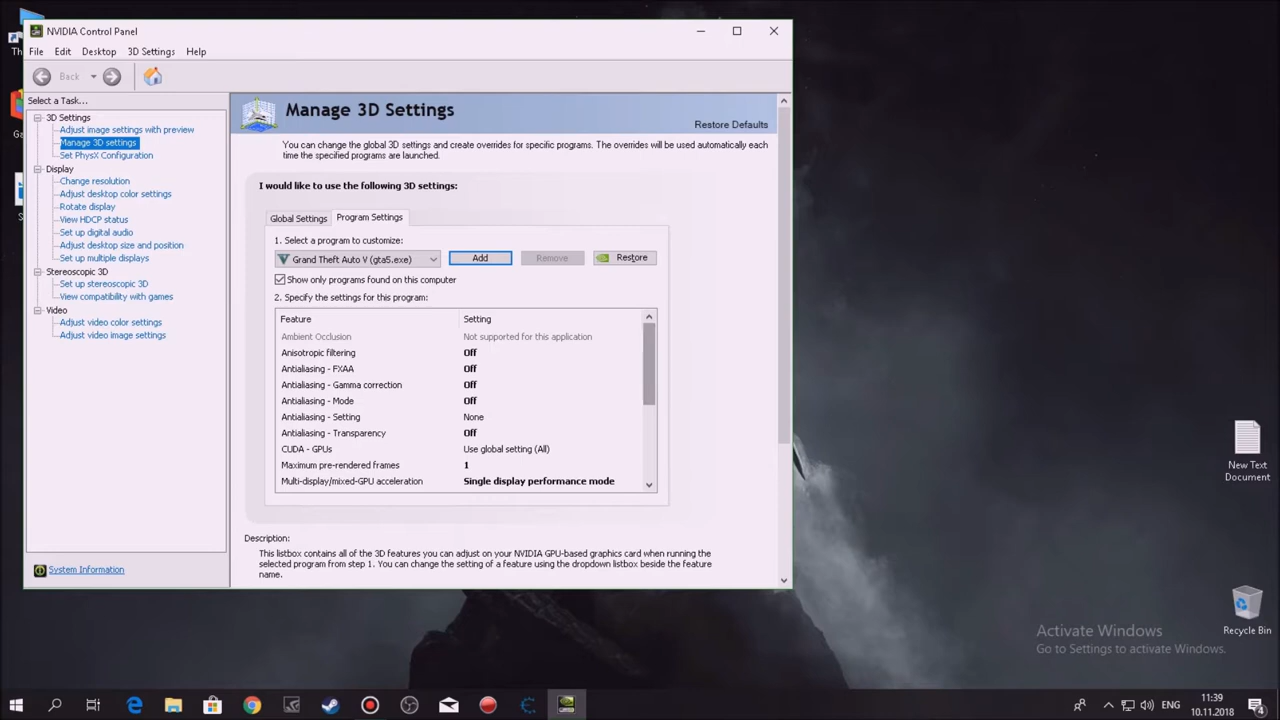 NVIDIA Control Panel
File Edit Desktop 3D Settings Help
Back
Select a Task...
3D Settings
Adjust image settings with preview
Manage 3D settings
Set PhysX Configuration
Display
Change resolution
Adjust desktop color settings
Rotate display
View HDCP status
Set up digital audio
Adjust desktop size and position
Set up multiple displays
Stereoscopic 3D
Set up stereoscopic 3D
View compatibility with games
Video
Adjust video color settings
Adjust video image settings
System Information
Manage 3D Settings
Restore Defaults
You can change the global 3D settings and create overrides for specific programs. The overrides will be used automatically each
time the specified programs are launched.
I would like to use the following 3D settings:
Global Settings Program Settings
1. Select a program to customize:
Grand Theft Auto V (gta5.exe) Add Remove Restore
Show only programs found on this computer
2. Specify the settings for this program:
Feature Setting
Ambient Occlusion Not supported for this application
Anisotropic filtering Off
Antialiasing - FXAA Off
Antialiasing - Gamma correction Off
Antialiasing - Mode Off
Antialiasing - Setting None
Antialiasing - Transparency Off
CUDA - GPUs Use global setting (All)
Maximum pre-rendered frames 1
Multi-display/mixed-GPU acceleration Single display performance mode
Description:
This listbox contains all of the 3D features you can adjust on your NVIDIA GPU-based graphics card when running the
selected program from step 1. You can change the setting of a feature using the dropdown listbox beside the feature
name.
New Text
Document
Recycle Bin
Activate Windows
Go to Settings to activate Windows.
ENG
11:39
10.11.2018
4